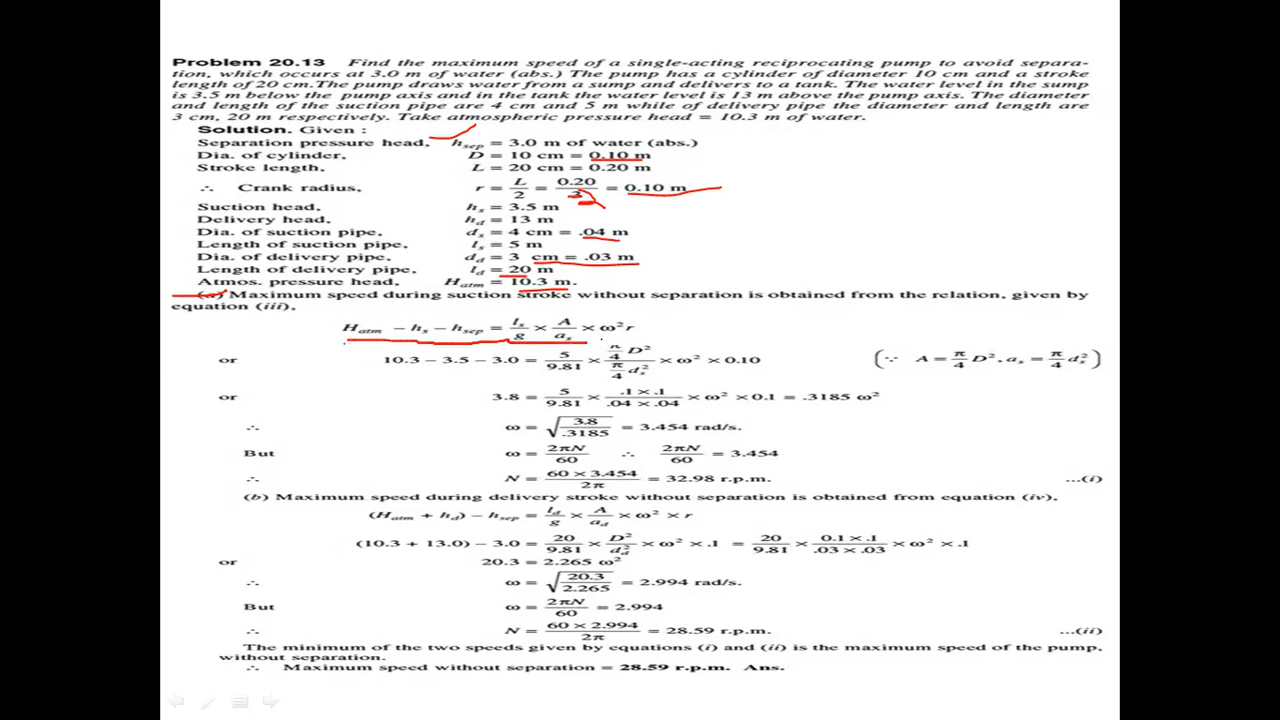 Problem 20.13 Find the maximum speed of a single-acting reciprocating pump to avoid separa-
tion, which occurs at 3.0 m of water (abs.) The pump has a cylinder of diameter 10 cm and a stroke
length of 20 cm. The pump draws water from a sump and delivers to a tank. The water level in the sump
is 3.5 m below the pump axis and in the tank the water level is 13 m above the pump axis. The diameter
and length of the suction pipe are 4 cm and 5 m while of delivery pipe the diameter and length are
3 cm, 20 m respectively. Take atmospheric pressure head = 10.3 m of water.
Solution. Given :
Separation pressure head, h_sep = 3.0 m of water (abs.)
Dia. of cylinder, D = 10 cm = 0.10 m
Stroke length, L = 20 cm = 0.20 m
∴ Crank radius, r = L/2 = 0.20/2 = 0.10 m
Suction head, h_s = 3.5 m
Delivery head, h_d = 13 m
Dia. of suction pipe, d_s = 4 cm = .04 m
Length of suction pipe, l_s = 5 m
Dia. of delivery pipe, d_d = 3 cm = .03 m
Length of delivery pipe, l_d = 20 m
Atmos. pressure head, H_atm = 10.3 m.
(a) Maximum speed during suction stroke without separation is obtained from the relation, given by
equation (iii),
H_atm – h_s – h_sep = l_s/g × A/a_s × ω²r
or 10.3 – 3.5 – 3.0 = 5/9.81 × (π/4 D²)/(π/4 d_s²) × ω² × 0.10 (∵ A = π/4 D², a_s = π/4 d_s²)
or 3.8 = 5/9.81 × (.1 × .1)/(.04 × .04) × ω² × 0.1 = .3185 ω²
∴ ω = √(3.8/.3185) = 3.454 rad/s.
But ω = 2πN/60 ∴ 2πN/60 = 3.454
∴ N = (60 × 3.454)/2π = 32.98 r.p.m. ...(i)
(b) Maximum speed during delivery stroke without separation is obtained from equation (iv),
(H_atm + h_d) – h_sep = l_d/g × A/a_d × ω² × r
(10.3 + 13.0) – 3.0 = 20/9.81 × D²/d_d² × ω² × .1 = 20/9.81 × (0.1 × .1)/(.03 × .03) × ω² × .1
or 20.3 = 2.265 ω²
∴ ω = √(20.3/2.265) = 2.994 rad/s.
But ω = 2πN/60 = 2.994
∴ N = (60 × 2.994)/2π = 28.59 r.p.m. ...(ii)
The minimum of the two speeds given by equations (i) and (ii) is the maximum speed of the pump,
without separation.
∴ Maximum speed without separation = 28.59 r.p.m. Ans.